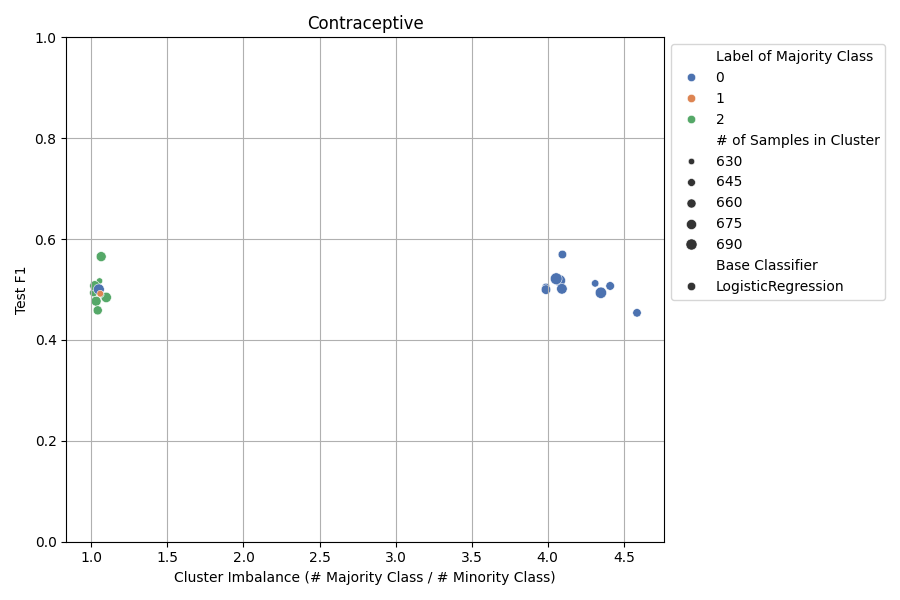 Contraceptive
Test F1
1.0
0.8
0.6
0.4
0.2
0.0
1.0 1.5 2.0 2.5 3.0 3.5 4.0 4.5
Cluster Imbalance (# Majority Class / # Minority Class)
Label of Majority Class
0
1
2
# of Samples in Cluster
630
645
660
675
690
Base Classifier
LogisticRegression